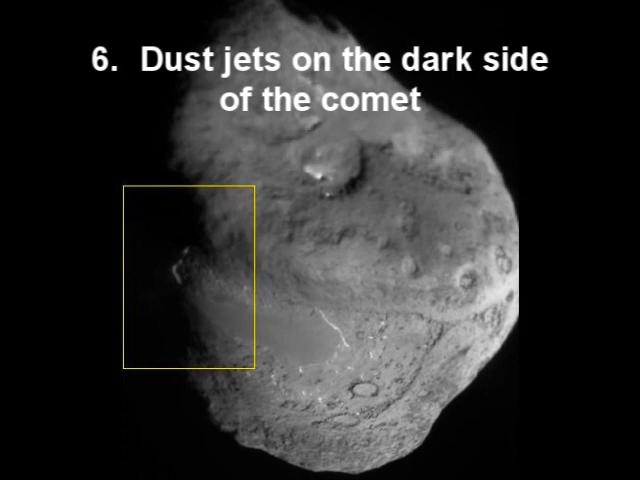 6. Dust jets on the dark side
of the comet